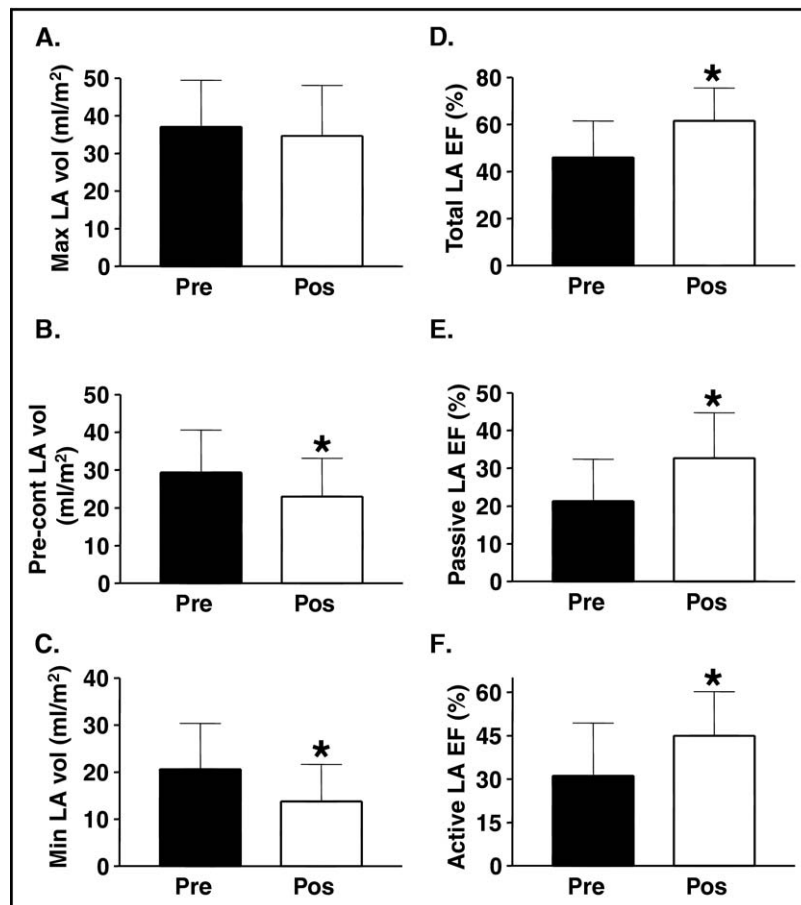 A.
Max LA vol (ml/m²)
50
40
30
20
10
0
Pre Pos
B.
Pre-cont LA vol
(ml/m²)
50
40
30
20
10
0
*
Pre Pos
C.
Min LA vol (ml/m²)
40
30
20
10
0
*
Pre Pos
D.
Total LA EF (%)
80
60
40
20
0
*
Pre Pos
E.
Passive LA EF (%)
50
40
30
20
10
0
*
Pre Pos
F.
Active LA EF (%)
60
45
30
15
0
*
Pre Pos